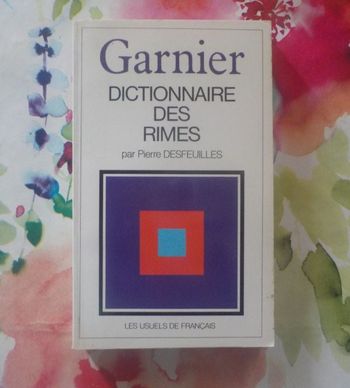 Garnier
DICTIONNAIRE
DES
RIMES
par Pierre DESFEUILLES
LES USUELS DE FRANÇAIS